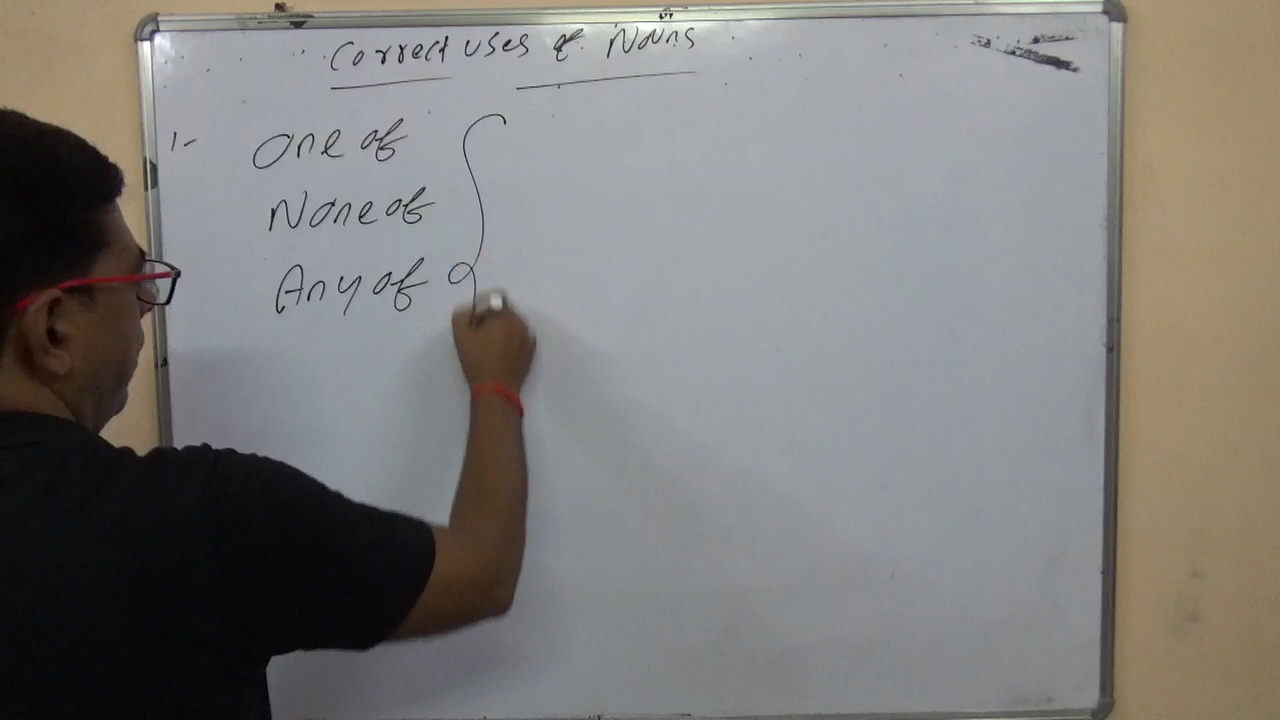 Correct uses of Nouns
1- One of
None of
Any of